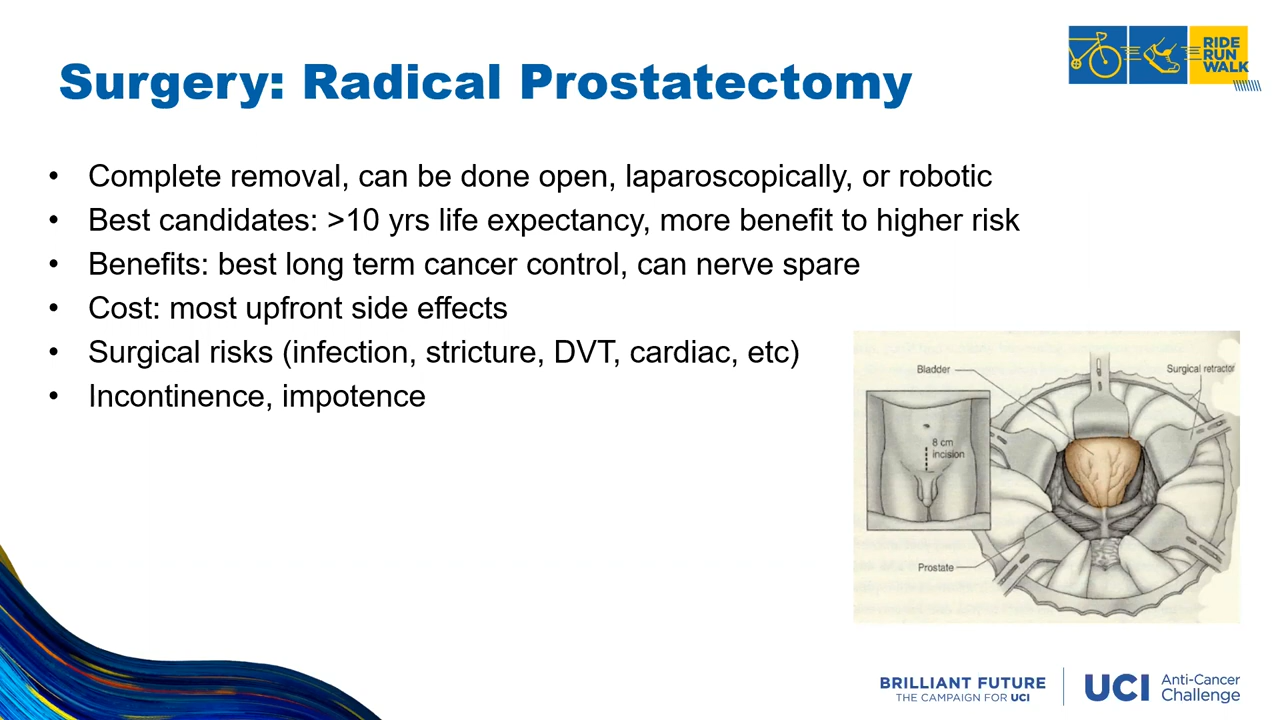 Surgery: Radical Prostatectomy
RIDE
RUN
WALK
• Complete removal, can be done open, laparoscopically, or robotic
• Best candidates: >10 yrs life expectancy, more benefit to higher risk
• Benefits: best long term cancer control, can nerve spare
• Cost: most upfront side effects
• Surgical risks (infection, stricture, DVT, cardiac, etc)
• Incontinence, impotence
Bladder
Surgical retractor
8 cm
incision
Prostate
BRILLIANT FUTURE
THE CAMPAIGN FOR UCI
UCI Anti-Cancer
Challenge